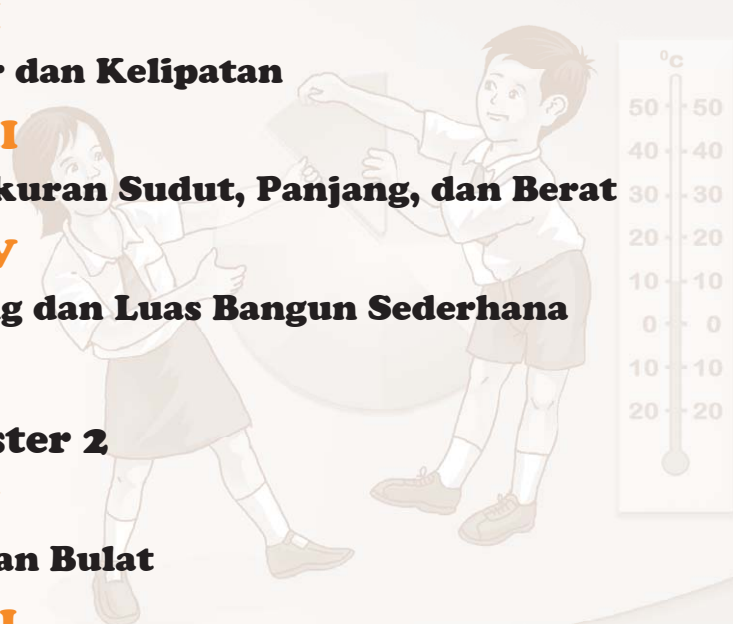 dan Kelipatan
I
kuran Sudut, Panjang, dan Berat
V
g dan Luas Bangun Sederhana
ster 2
an Bulat
I
°c
50 50
40 40
30 30
20 20
10 10
0 0
10 10
20 20